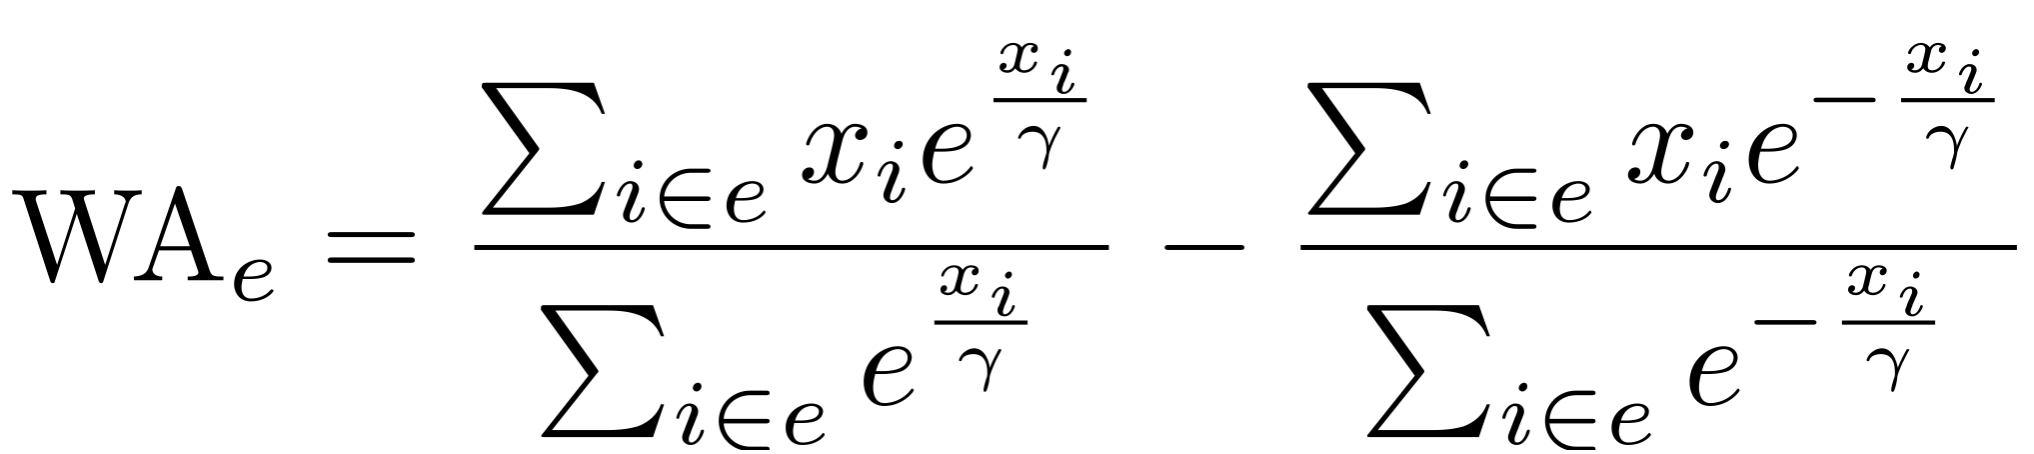 WA_e = \frac{\sum_{i \in e} x_i e^{\frac{x_i}{\gamma}}}{\sum_{i \in e} e^{\frac{x_i}{\gamma}}} - \frac{\sum_{i \in e} x_i e^{-\frac{x_i}{\gamma}}}{\sum_{i \in e} e^{-\frac{x_i}{\gamma}}}